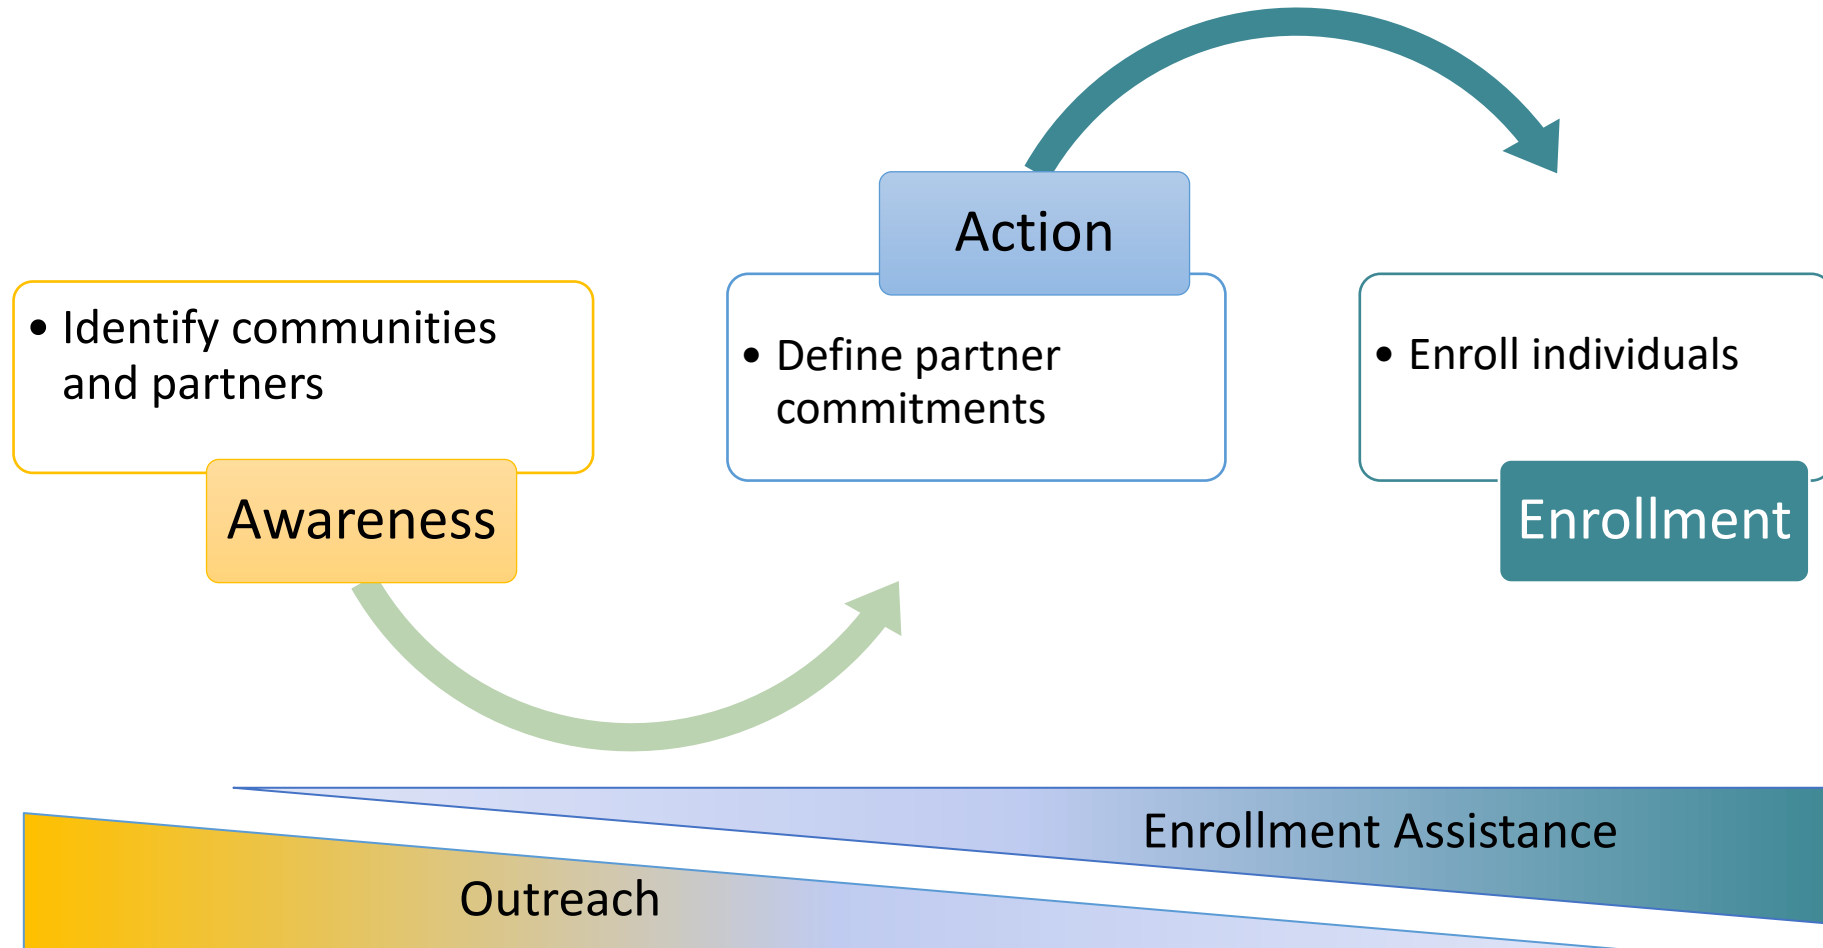 • Identify communities
and partners
Awareness
Action
• Define partner
commitments
• Enroll individuals
Enrollment
Enrollment Assistance
Outreach